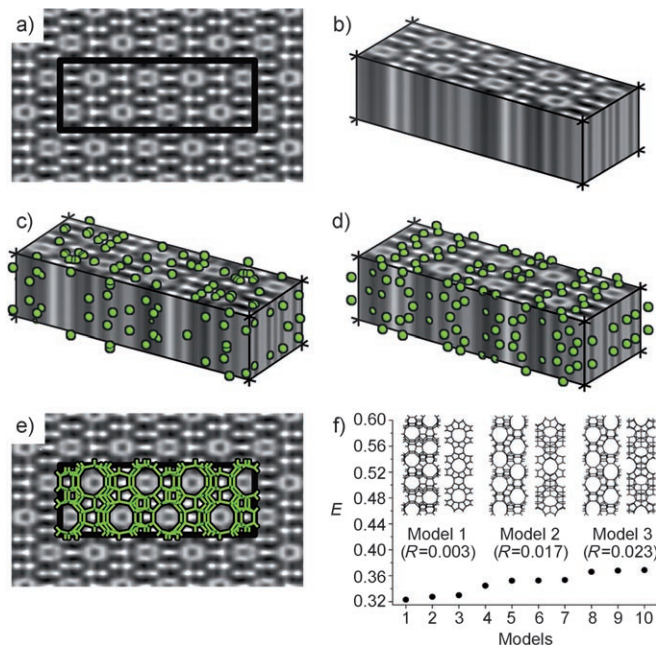 a)
b)
c)
d)
e)
f)
0.60
0.56
0.52
0.48
E
0.44
0.40
0.36
0.32
Model 1 Model 2 Model 3
(R=0.003) (R=0.017) (R=0.023)
1 2 3 4 5 6 7 8 9 10
Models